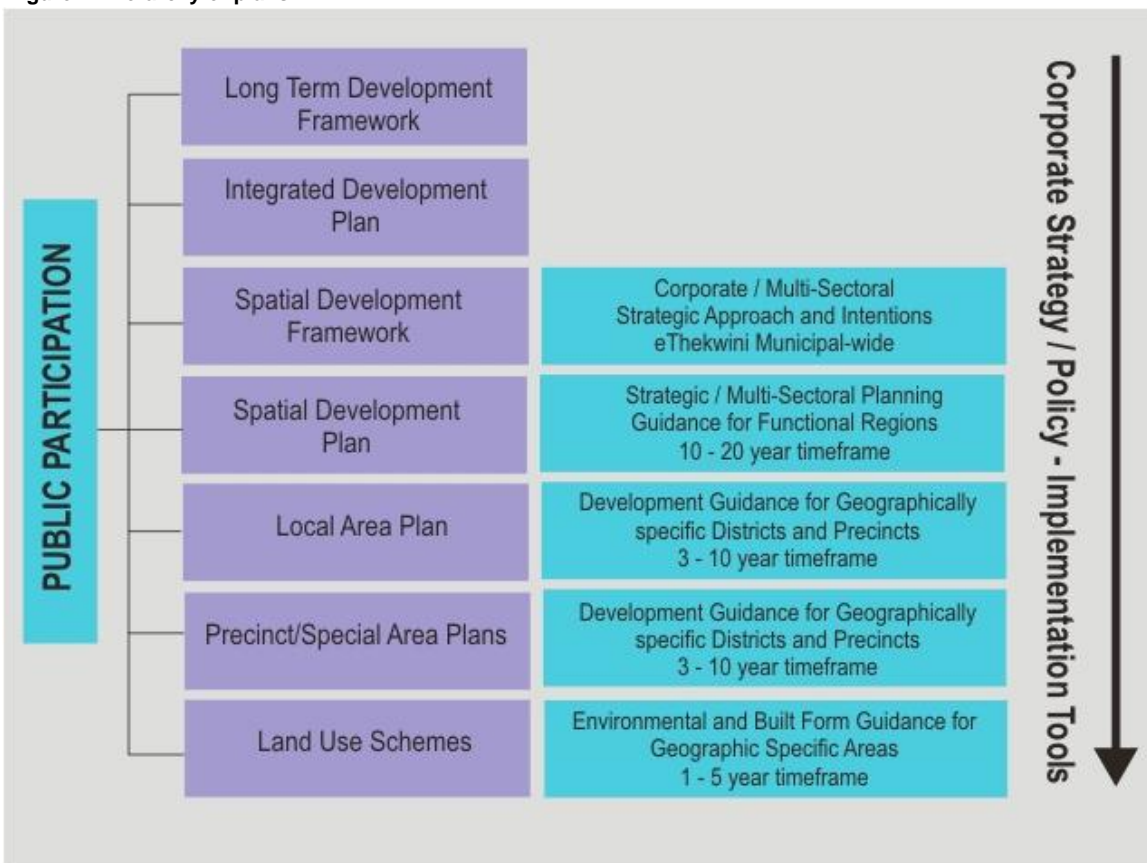 PUBLIC PARTICIPATION
Long Term Development
Framework
Integrated Development
Plan
Spatial Development
Framework
Corporate / Multi-Sectoral
Strategic Approach and Intentions
eThekwini Municipal-wide
Spatial Development
Plan
Strategic / Multi-Sectoral Planning
Guidance for Functional Regions
10 - 20 year timeframe
Local Area Plan
Development Guidance for Geographically
specific Districts and Precincts
3 - 10 year timeframe
Precinct/Special Area Plans
Development Guidance for Geographically
specific Districts and Precincts
3 - 10 year timeframe
Land Use Schemes
Environmental and Built Form Guidance for
Geographic Specific Areas
1 - 5 year timeframe
Corporate Strategy / Policy - Implementation Tools